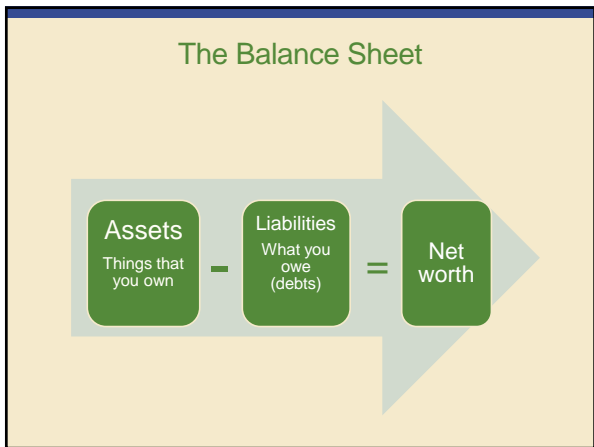 The Balance Sheet
Assets
Things that
you own
-
Liabilities
What you
owe
(debts)
=
Net
worth